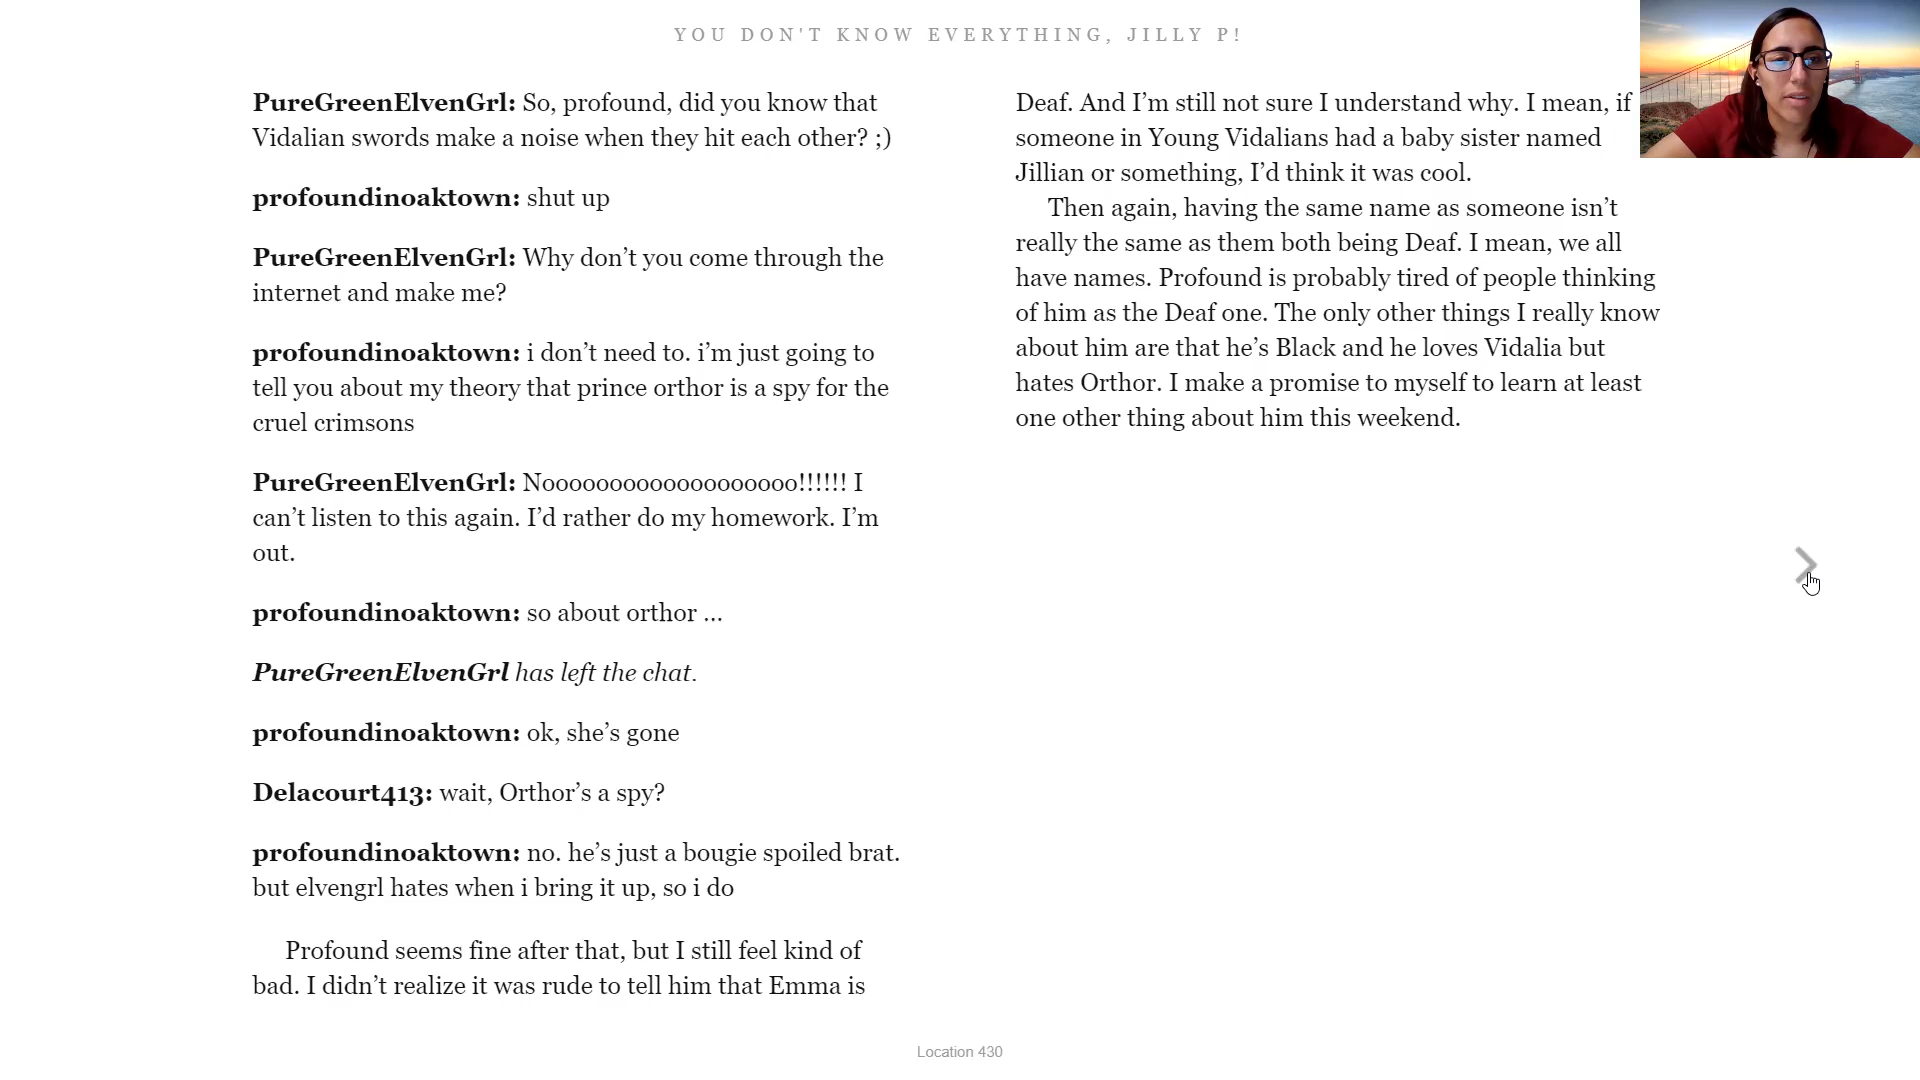 YOU DON'T KNOW EVERYTHING, JILLY P!
PureGreenElvenGrl: So, profound, did you know that
Vidalian swords make a noise when they hit each other? ;)
profoundinoaktown: shut up
PureGreenElvenGrl: Why don’t you come through the
internet and make me?
profoundinoaktown: i don’t need to. i’m just going to
tell you about my theory that prince orthor is a spy for the
cruel crimsons
PureGreenElvenGrl: Nooooooooooooooooooo!!!!!! I
can’t listen to this again. I’d rather do my homework. I’m
out.
profoundinoaktown: so about orthor …
PureGreenElvenGrl has left the chat.
profoundinoaktown: ok, she’s gone
Delacourt413: wait, Orthor’s a spy?
profoundinoaktown: no. he’s just a bougie spoiled brat.
but elvengrl hates when i bring it up, so i do
Profound seems fine after that, but I still feel kind of
bad. I didn’t realize it was rude to tell him that Emma is
Deaf. And I’m still not sure I understand why. I mean, if
someone in Young Vidalians had a baby sister named
Jillian or something, I’d think it was cool.
Then again, having the same name as someone isn’t
really the same as them both being Deaf. I mean, we all
have names. Profound is probably tired of people thinking
of him as the Deaf one. The only other things I really know
about him are that he’s Black and he loves Vidalia but
hates Orthor. I make a promise to myself to learn at least
one other thing about him this weekend.
Location 430